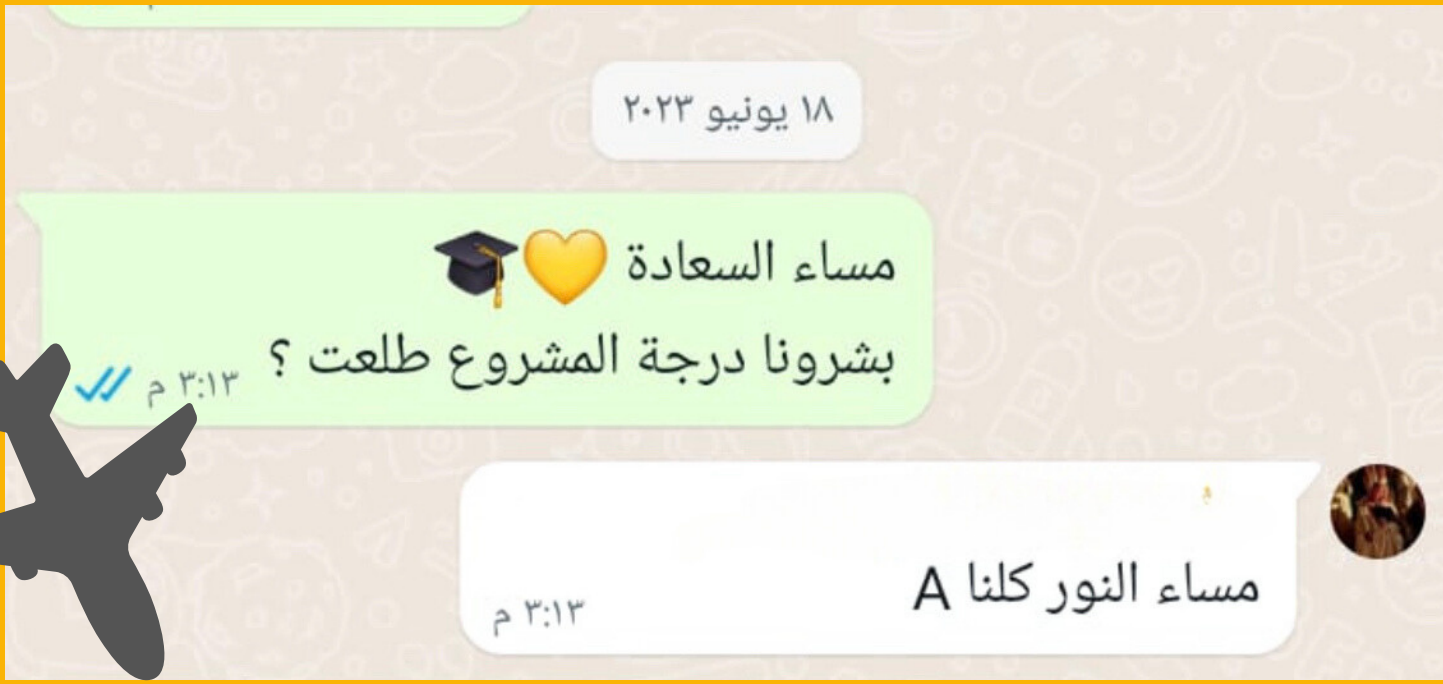 ١٨ يونيو ٢٠٢٣
مساء السعادة 💛🎓
بشرونا درجة المشروع طلعت ؟
٣:١٣ م
مساء النور كلنا A
٣:١٣ م